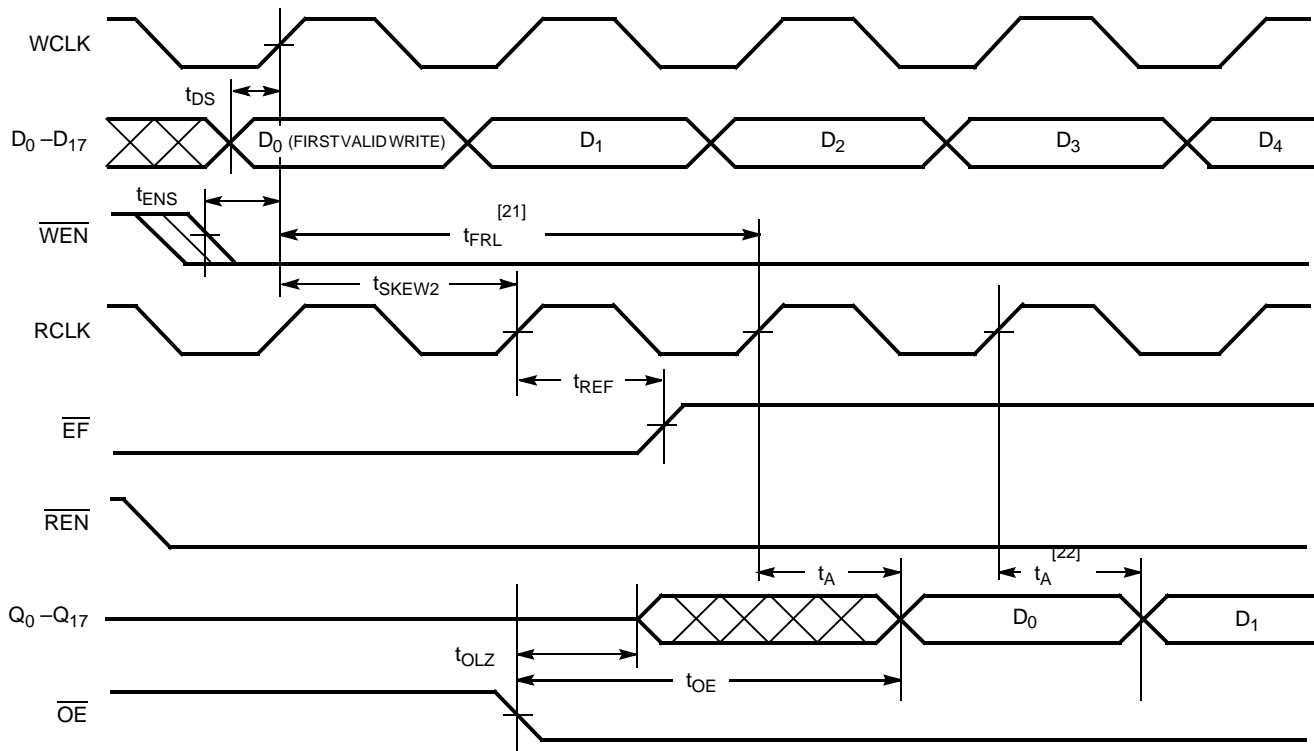 WCLK
tDS
D0 –D17
D0 (FIRST VALID WRITE)
D1
D2
D3
D4
tENS
WEN
[21]
tFRL
tSKEW2
RCLK
tREF
EF
REN
[22]
tA
tA
Q0 –Q17
D0
D1
tOLZ
tOE
OE